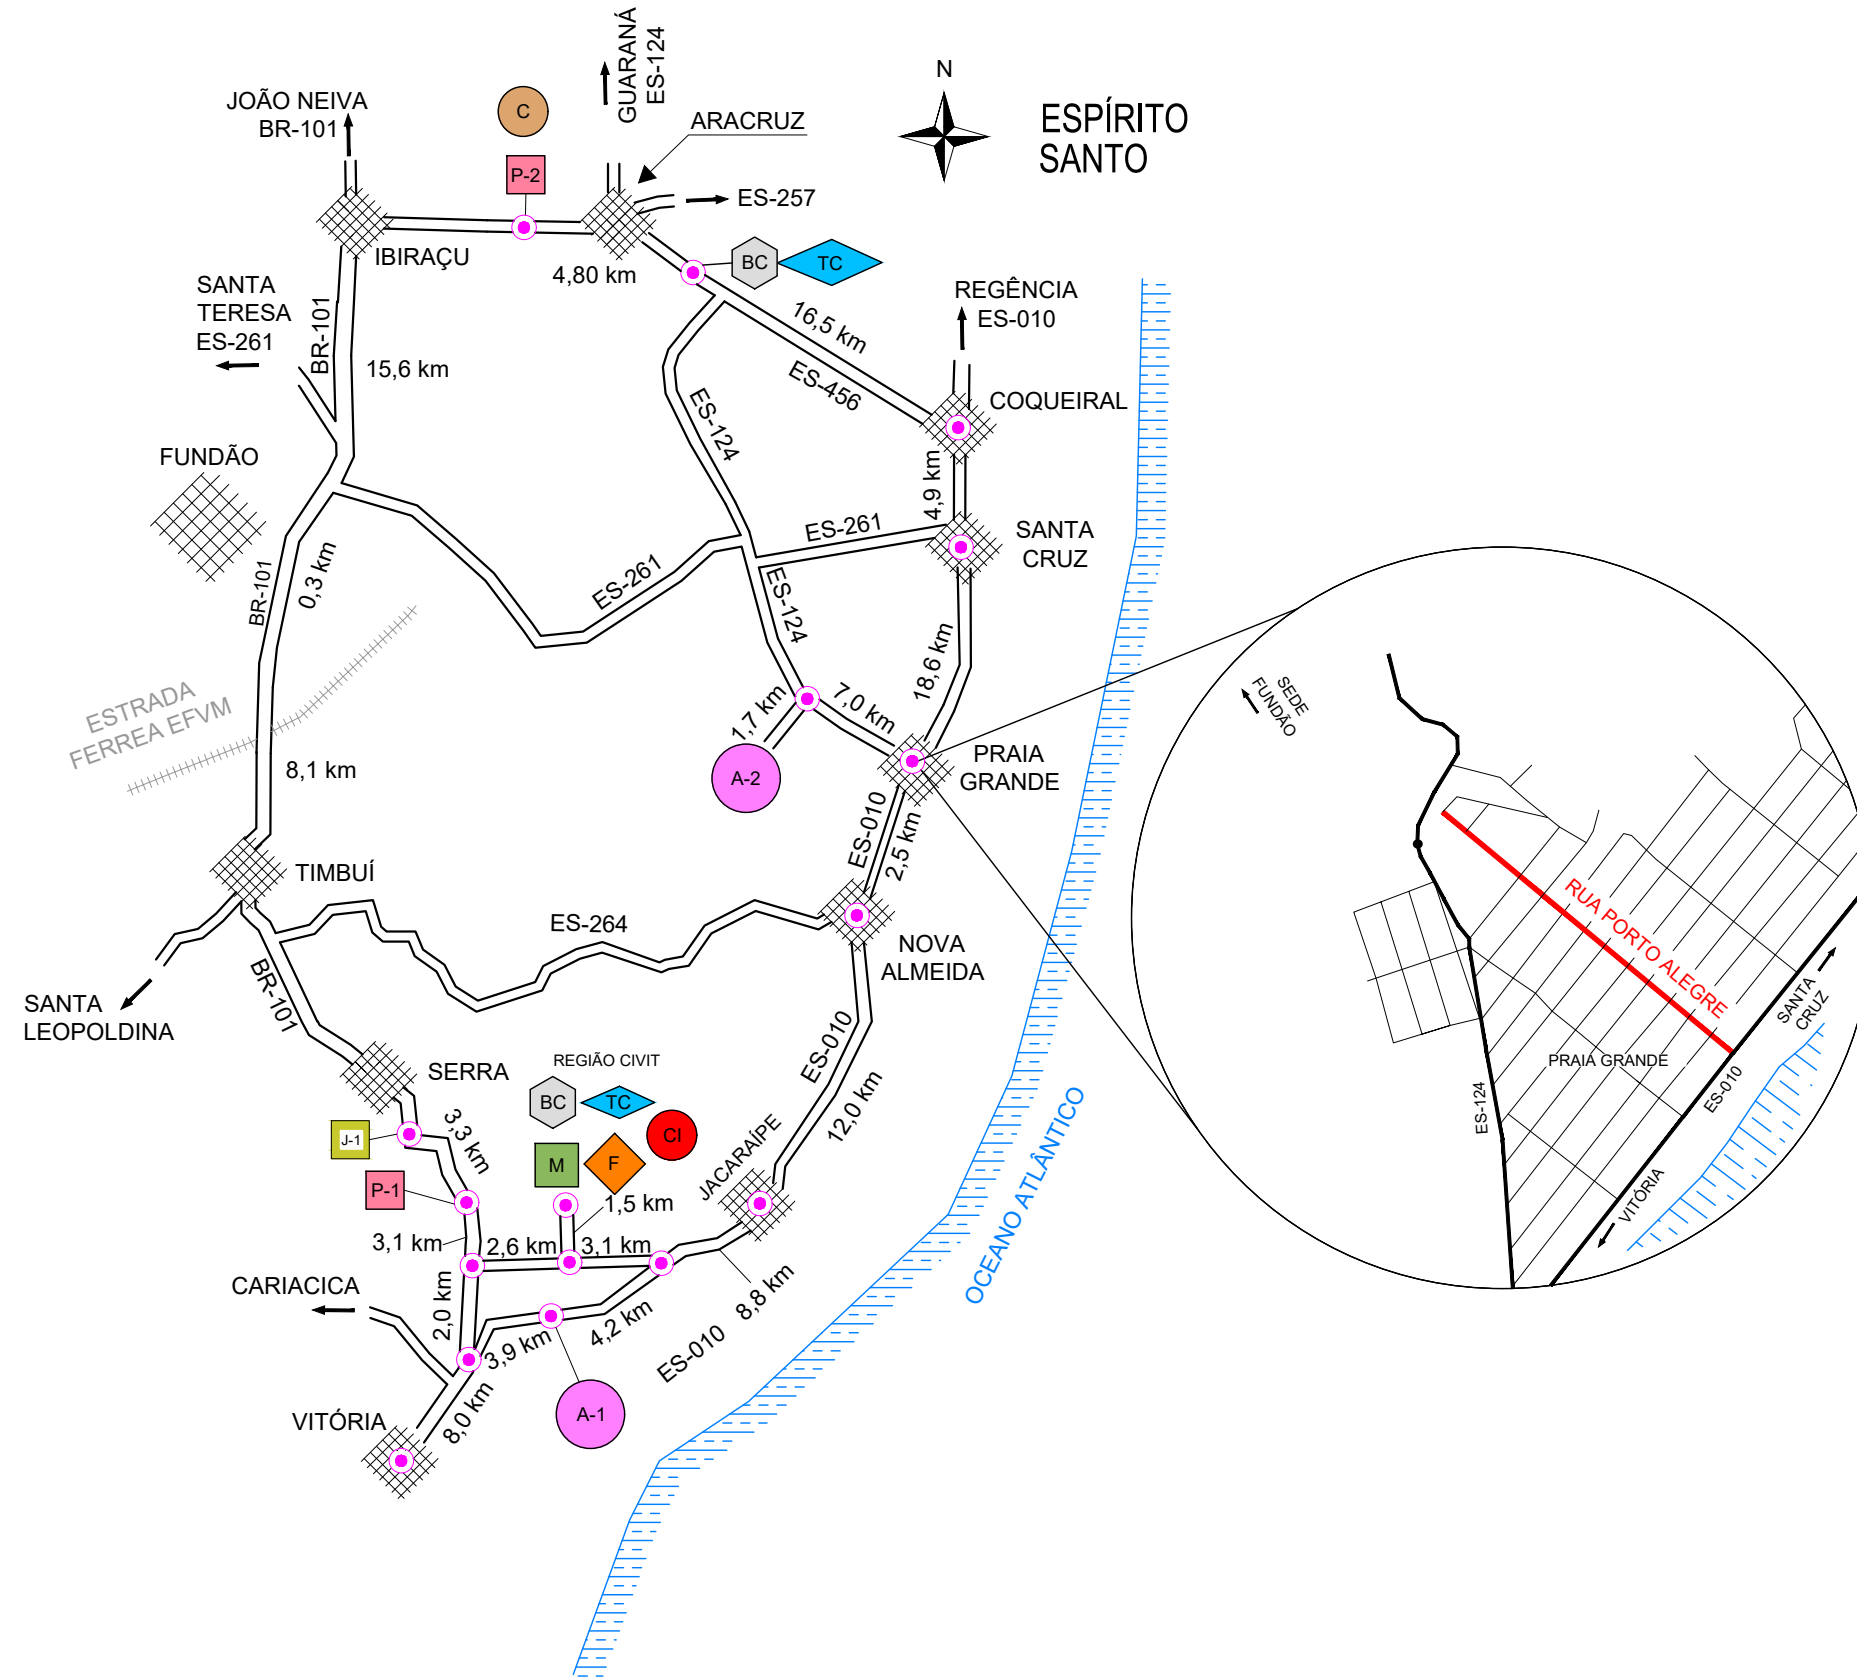 GUARANÁ
ES-124
JOÃO NEIVA
BR-101
C
ARACRUZ
N
ESPÍRITO
SANTO
P-2
ES-257
IBIRAÇU
4,80 km
BC
TC
SANTA
TERESA
ES-261
BR-101
15,6 km
REGÊNCIA
ES-010
16,5 km
ES-456
COQUEIRAL
ES-124
FUNDÃO
4,9 km
ES-261
SANTA
CRUZ
BR-101
0,3 km
ES-261
ES-124
ESTRADA
FERREA EFVM
18,6 km
1,7 km
7,0 km
A-2
PRAIA
GRANDE
8,1 km
ES-010
2,5 km
TIMBUÍ
ES-264
NOVA
ALMEIDA
SANTA
LEOPOLDINA
BR-101
ES-010
12,0 km
SERRA
REGIÃO CIVIT
BC
TC
CI
M
F
J-1
3,3 km
P-1
1,5 km
JACARAÍPE
3,1 km
2,6 km
3,1 km
CARIACICA
2,0 km
3,9 km
4,2 km
8,8 km
ES-010
A-1
VITÓRIA
8,0 km
OCEANO ATLÂNTICO
SEDE
FUNDÃO
RUA PORTO ALEGRE
SANTA
CRUZ
PRAIA GRANDE
ES-010
ES-124
VITÓRIA